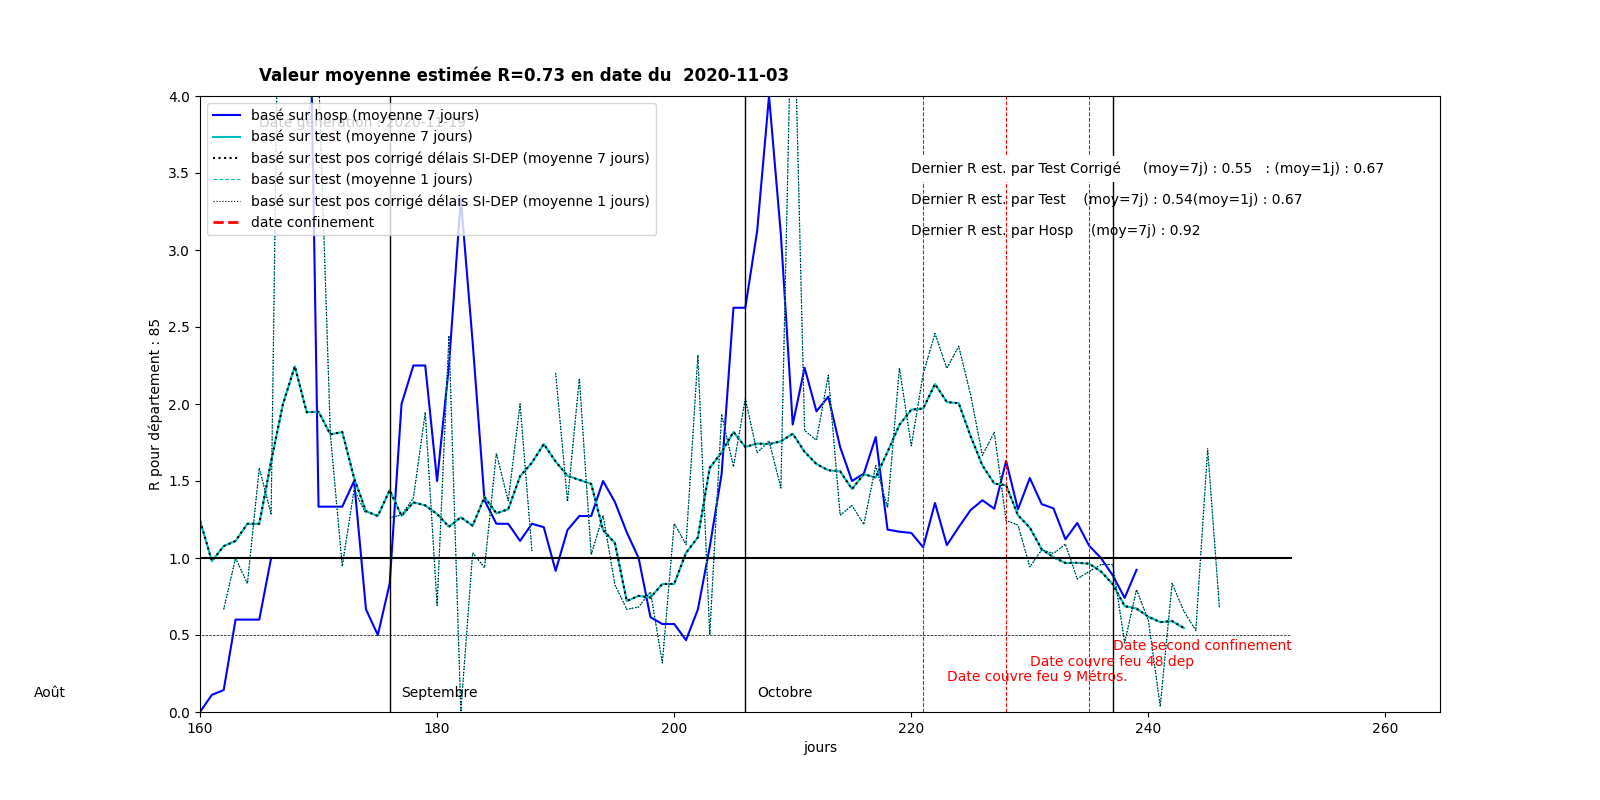 Valeur moyenne estimée R=0.73 en date du  2020-11-03
Date génération : 2020-11-19
basé sur hosp (moyenne 7 jours)
basé sur test (moyenne 7 jours)
basé sur test pos corrigé délais SI-DEP (moyenne 7 jours)
basé sur test (moyenne 1 jours)
basé sur test pos corrigé délais SI-DEP (moyenne 1 jours)
date confinement
Dernier R est. par Test Corrigé     (moy=7j) : 0.55   : (moy=1j) : 0.67
Dernier R est. par Test    (moy=7j) : 0.54(moy=1j) : 0.67
Dernier R est. par Hosp    (moy=7j) : 0.92
4.0
3.5
3.0
2.5
2.0
1.5
1.0
0.5
0.0
R pour département : 85
Date second confinement
Date couvre feu 48 dep
Date couvre feu 9 Métros.
Août
Septembre
Octobre
160
180
200
220
240
260
jours